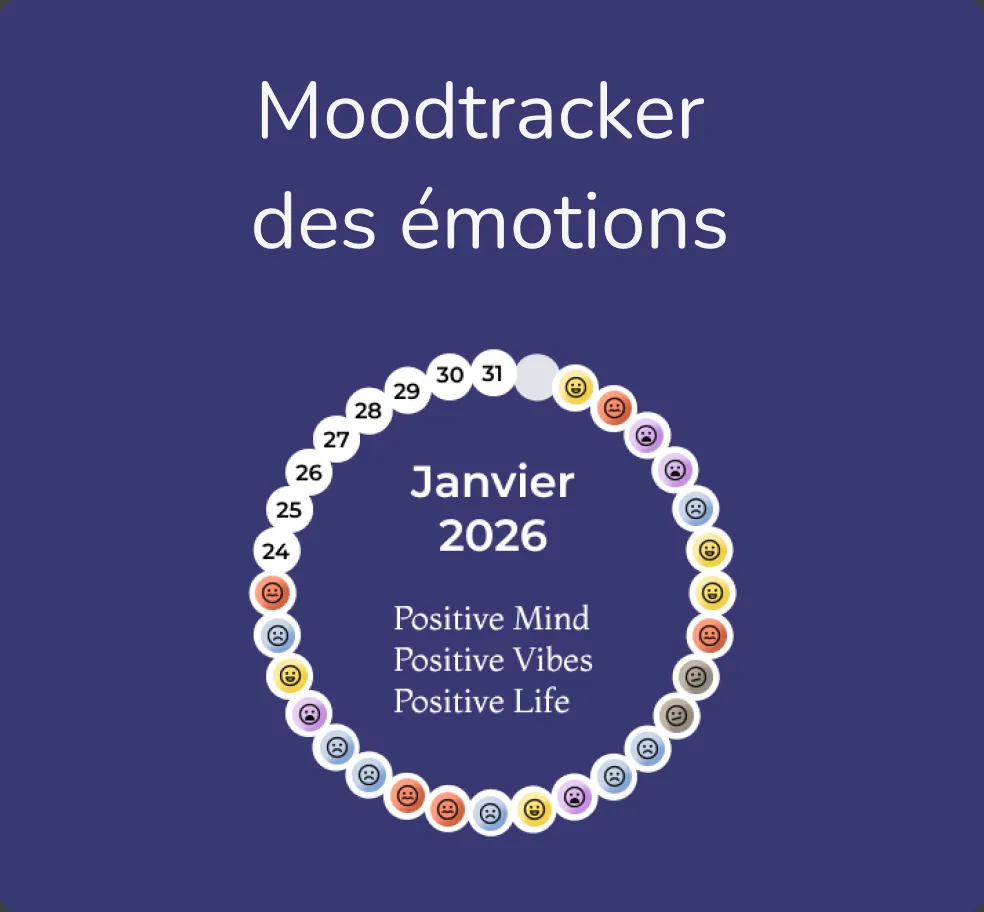 Moodtracker
des émotions
31
30
29
28
27
26
25
24
Janvier
2026
Positive Mind
Positive Vibes
Positive Life